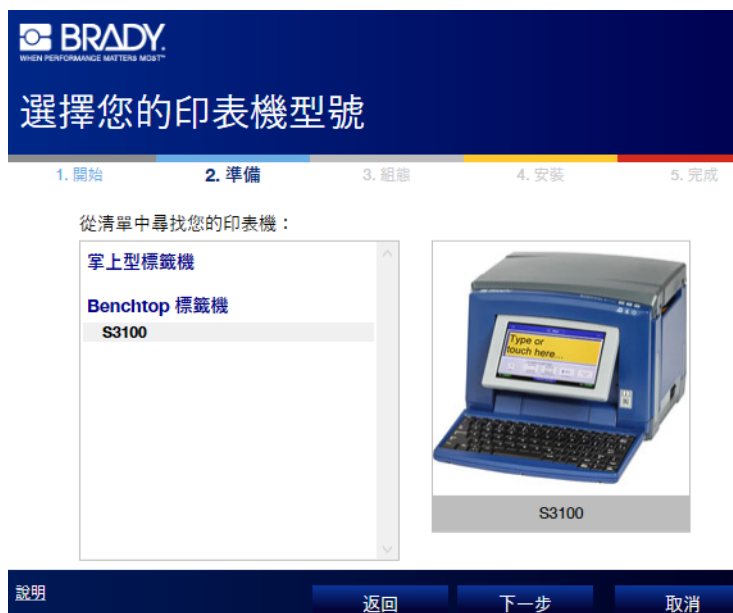 BRADY.
WHEN PERFORMANCE MATTERS MOST™
選擇您的印表機型號
1. 開始
2. 準備
3. 組態
4. 安裝
5. 完成
從清單中尋找您的印表機：
掌上型標籤機
Benchtop 標籤機
S3100
Type or
touch here...
S3100
說明
返回
下一步
取消